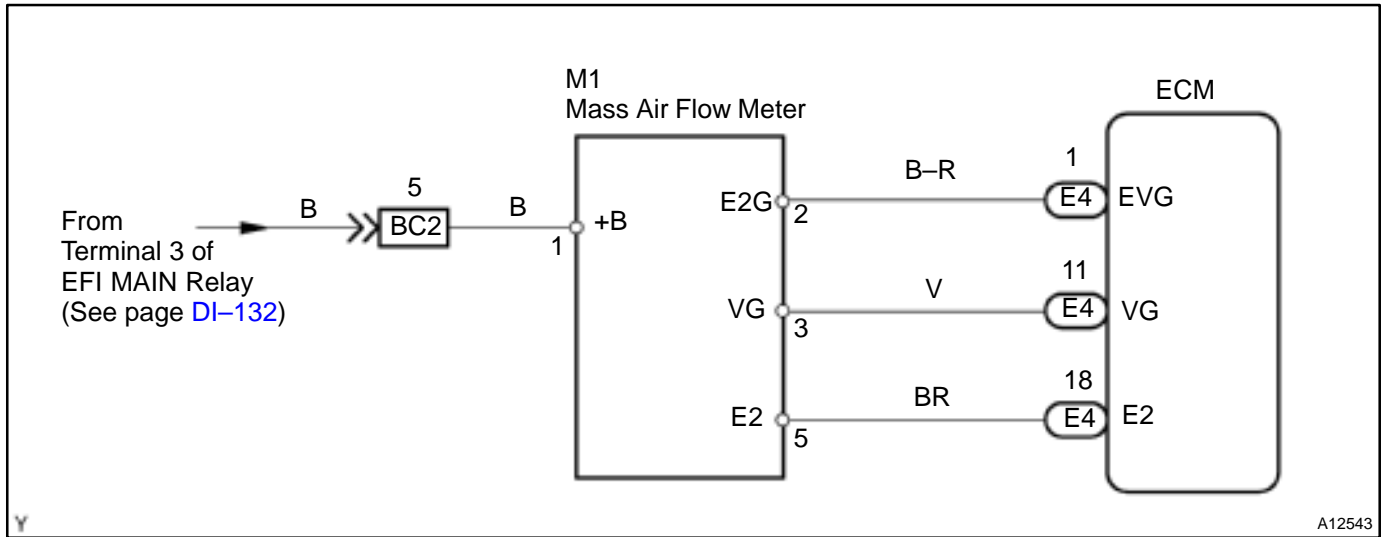 M1
Mass Air Flow Meter
ECM
From
Terminal 3 of
EFI MAIN Relay
(See page DI–132)
B
5
BC2
B
1
+B
E2G
2
B–R
1
E4
EVG
VG
3
V
11
E4
VG
E2
5
BR
18
E4
E2
Y
A12543